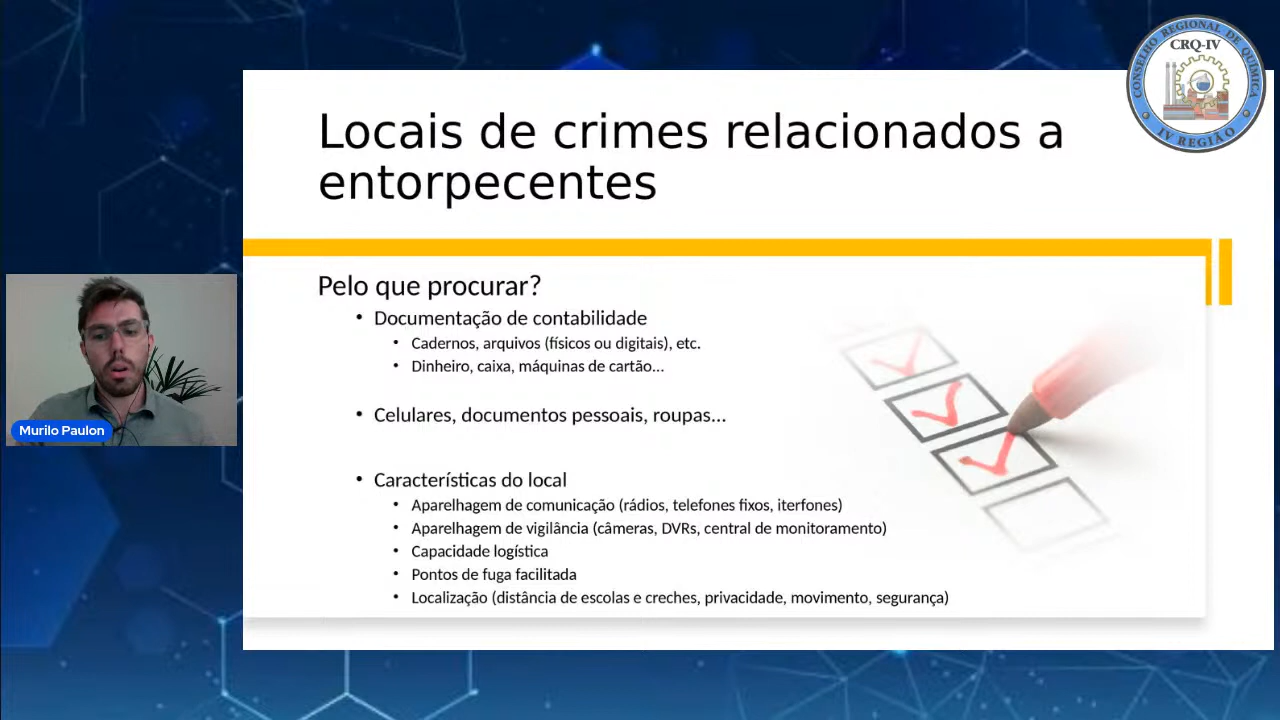 CONSELHO REGIONAL DE QUÍMICA
CRQ-IV
IV REGIÃO
Locais de crimes relacionados a
entorpecentes
Pelo que procurar?
• Documentação de contabilidade
• Cadernos, arquivos (físicos ou digitais), etc.
• Dinheiro, caixa, máquinas de cartão...
• Celulares, documentos pessoais, roupas...
• Características do local
• Aparelhagem de comunicação (rádios, telefones fixos, iterfones)
• Aparelhagem de vigilância (câmeras, DVRs, central de monitoramento)
• Capacidade logística
• Pontos de fuga facilitada
• Localização (distância de escolas e creches, privacidade, movimento, segurança)
Murilo Paulon